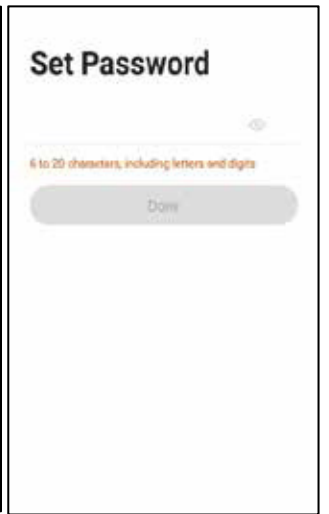 Set Password
6 to 20 characters, including letters and digits
Done